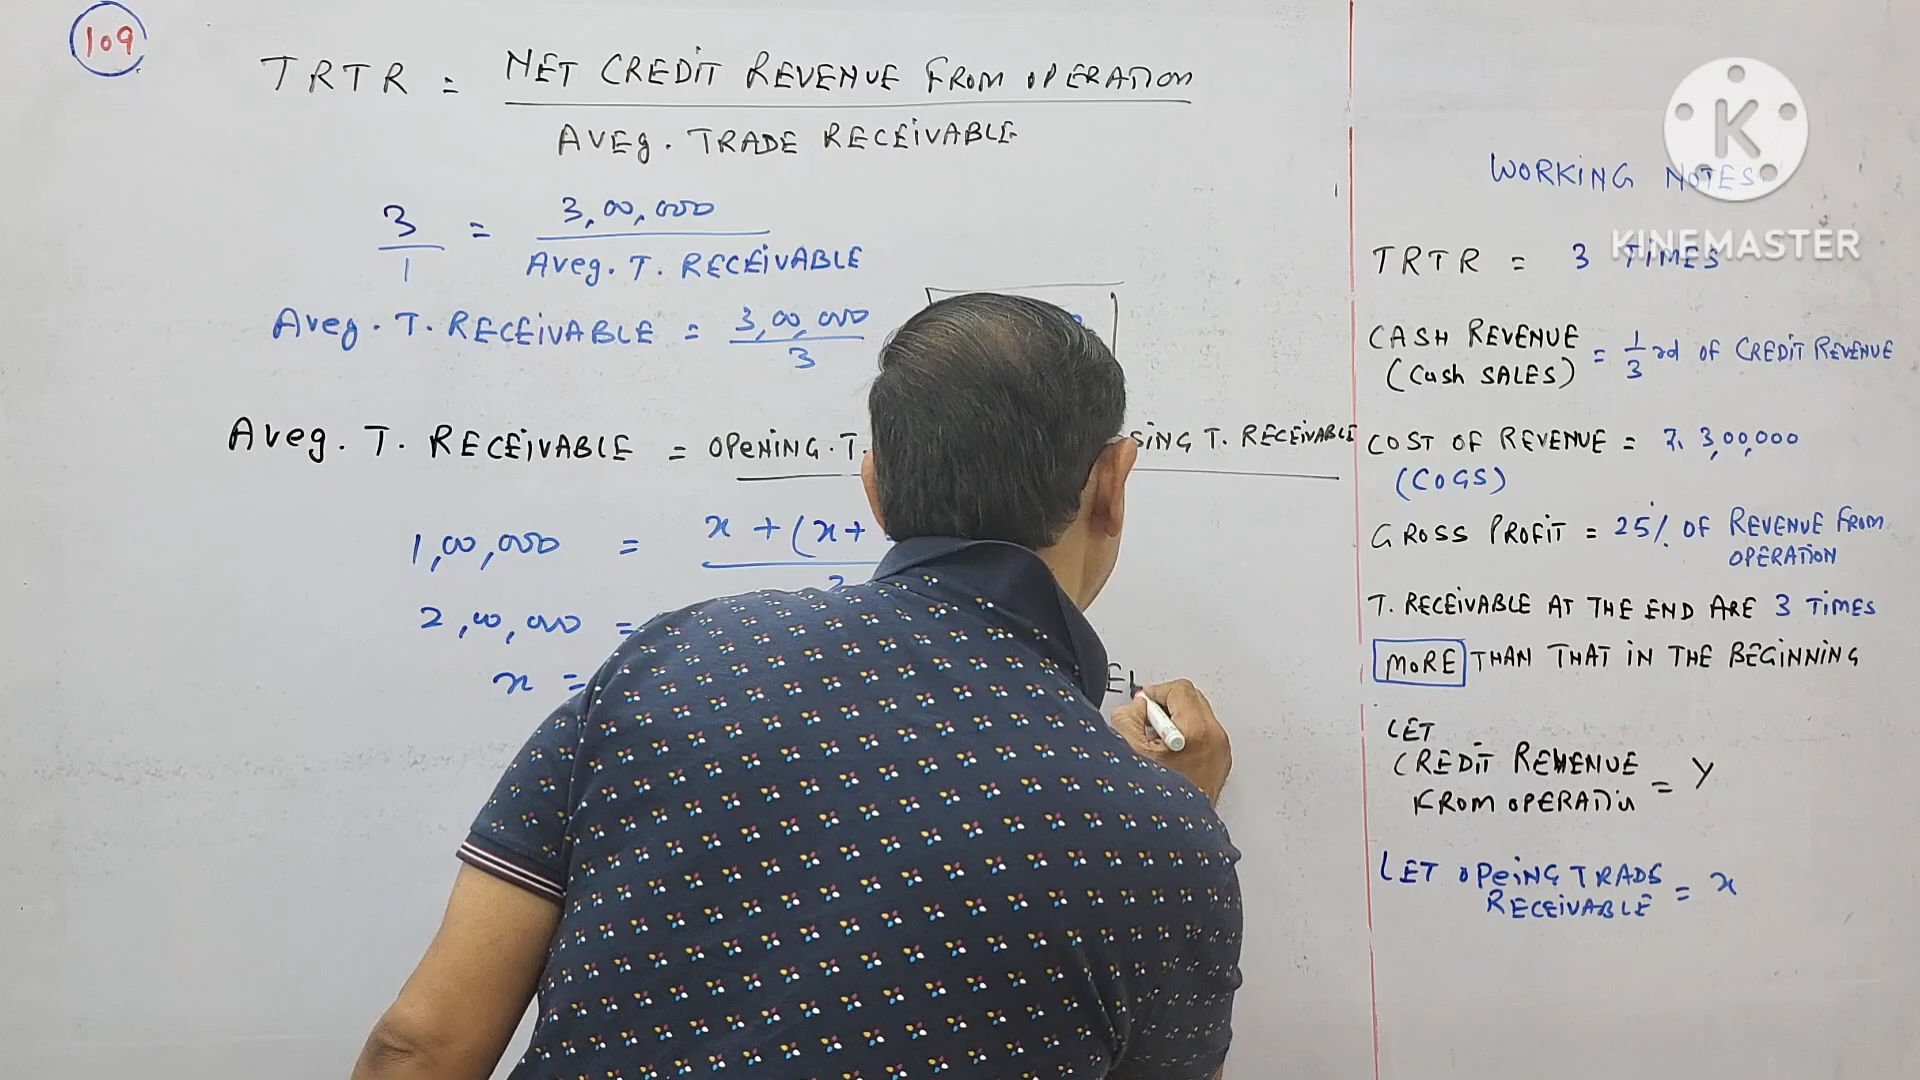 109
TRTR = NET CREDIT REVENUE FROM OPERATION
AVEG. TRADE RECEIVABLE
3/1 = 3,00,000
AVEG. T. RECEIVABLE
AVEG. T. RECEIVABLE = 3,00,000
3
AVEG. T. RECEIVABLE = OPENING. T. SING T. RECEIVABLE
1,00,000 = x + (x+
2
2,00,000 =
x =
WORKING NOTES
K
KINEMASTER
TRTR = 3 TIMES
CASH REVENUE = 1/3 rd OF CREDIT REVENUE
(Cash SALES)
COST OF REVENUE = ₹. 3,00,000
(COGS)
GROSS PROFIT = 25% OF REVENUE FROM
OPERATION
T. RECEIVABLE AT THE END ARE 3 TIMES
MORE THAN THAT IN THE BEGINNING
LET
CREDIT REVENUE = Y
FROM
LET OPEING TRADS = x
RECEIVABLE